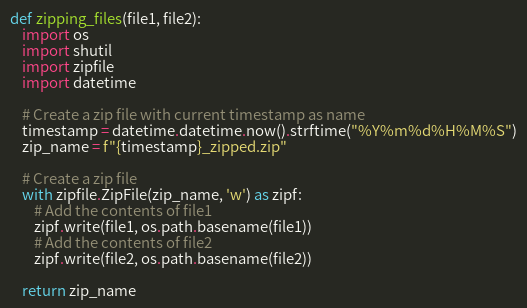 def zipping_files(file1, file2):
    import os
    import shutil
    import zipfile
    import datetime

    # Create a zip file with current timestamp as name
    timestamp = datetime.datetime.now().strftime("%Y%m%d%H%M%S")
    zip_name = f"{timestamp}_zipped.zip"

    # Create a zip file
    with zipfile.ZipFile(zip_name, 'w') as zipf:
        # Add the contents of file1
        zipf.write(file1, os.path.basename(file1))
        # Add the contents of file2
        zipf.write(file2, os.path.basename(file2))

    return zip_name